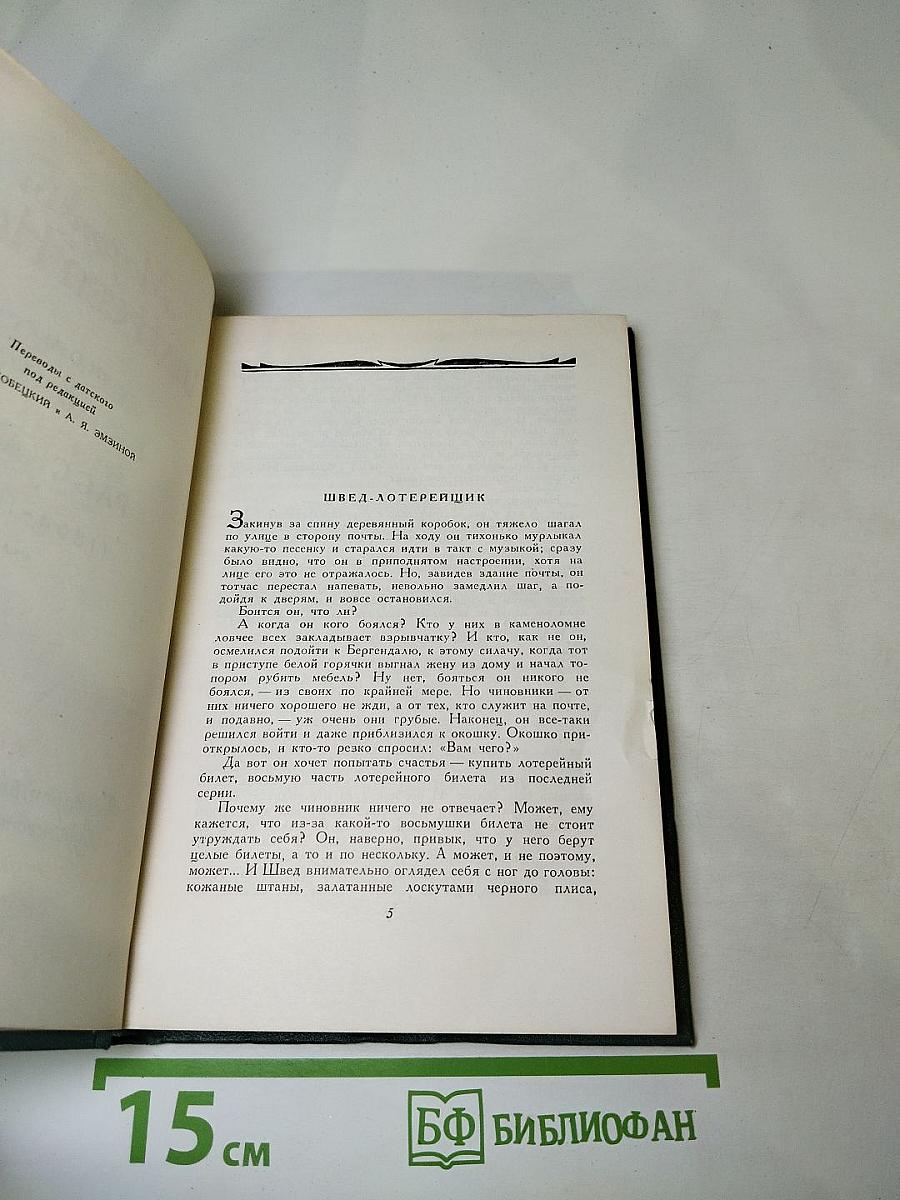 Переводы с датского
под редакцией
и А. Я. ЭМЗИНОЙ
ШВЕД-ЛОТЕРЕЙЩИК
Закинув за спину деревянный коробок, он тяжело шагал
по улице в сторону почты. На ходу он тихонько мурлыкал
какую-то песенку и старался идти в такт с музыкой; сразу
было видно, что он в приподнятом настроении, хотя на
лице его это не отражалось. Но, завидев здание почты, он
тотчас перестал напевать, невольно замедлил шаг, а по-
дойдя к дверям, и вовсе остановился.
Боится он, что ли?
А когда он кого боялся? Кто у них в каменоломне
ловчее всех закладывает взрывчатку? И кто, как не он,
осмелился подойти к Бергендалю, к этому силачу, когда тот
в приступе белой горячки выгнал жену из дому и начал то-
пором рубить мебель? Ну нет, бояться он никого не
боялся, — из своих по крайней мере. Но чиновники — от
них ничего хорошего не жди, а от тех, кто служит на почте,
и подавно, — уж очень они грубые. Наконец, он все-таки
решился войти и даже приблизился к окошку. Окошко при-
открылось, и кто-то резко спросил: «Вам чего?»
Да вот он хочет попытать счастья — купить лотерейный
билет, восьмую часть лотерейного билета из последней
серии.
Почему же чиновник ничего не отвечает? Может, ему
кажется, что из-за какой-то восьмушки билета не стоит
утруждать себя? Он, наверно, привык, что у него берут
целые билеты, а то и по нескольку. А может, и не поэтому,
может... И Швед внимательно оглядел себя с ног до головы:
кожаные штаны, залатанные лоскутами черного плиса,
5
15 см
БФ БИБЛИОФАН